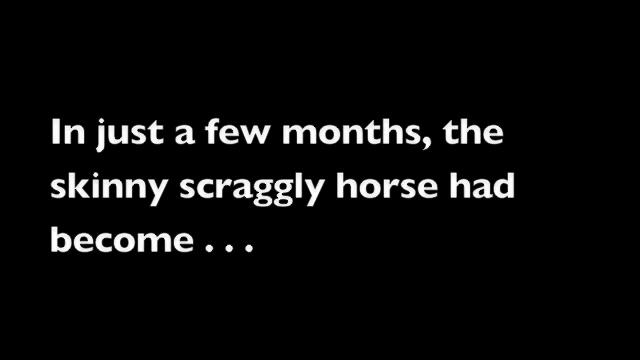 In just a few months, the
skinny scraggly horse had
become . . .